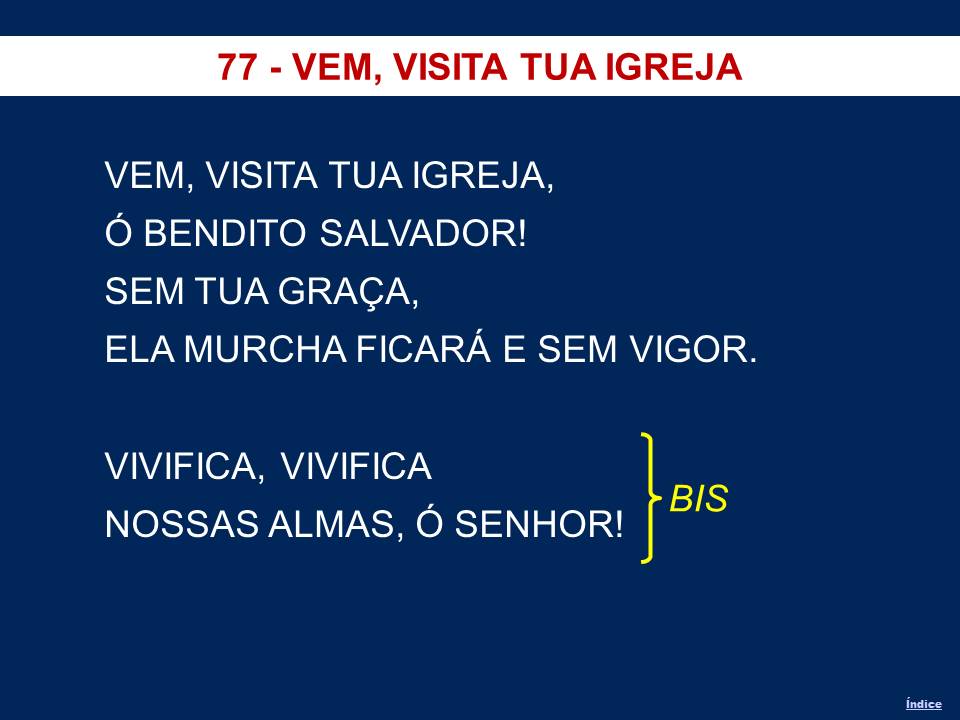 77 - VEM, VISITA TUA IGREJA
VEM, VISITA TUA IGREJA,
Ó BENDITO SALVADOR!
SEM TUA GRAÇA,
ELA MURCHA FICARÁ E SEM VIGOR.
VIVIFICA, VIVIFICA
NOSSAS ALMAS, Ó SENHOR!
BIS
Índice